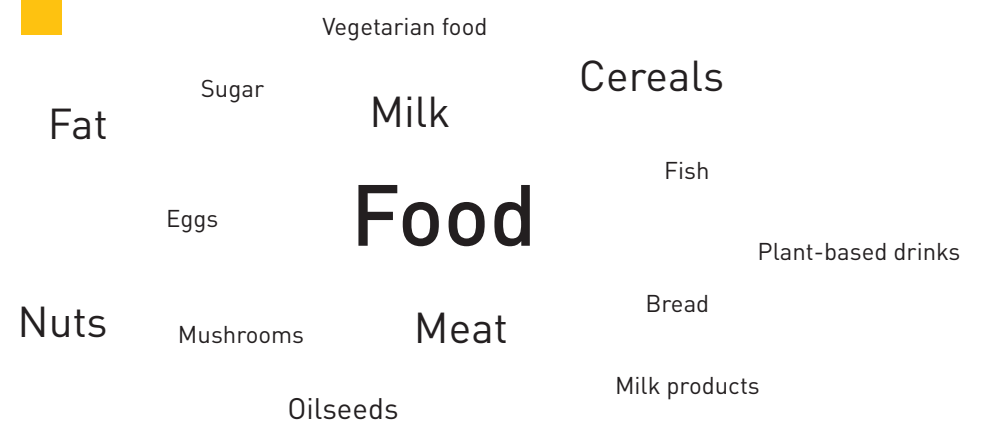 Vegetarian food
Cereals
Sugar
Milk
Fat
Fish
Food
Eggs
Plant-based drinks
Bread
Nuts
Mushrooms
Meat
Milk products
Oilseeds